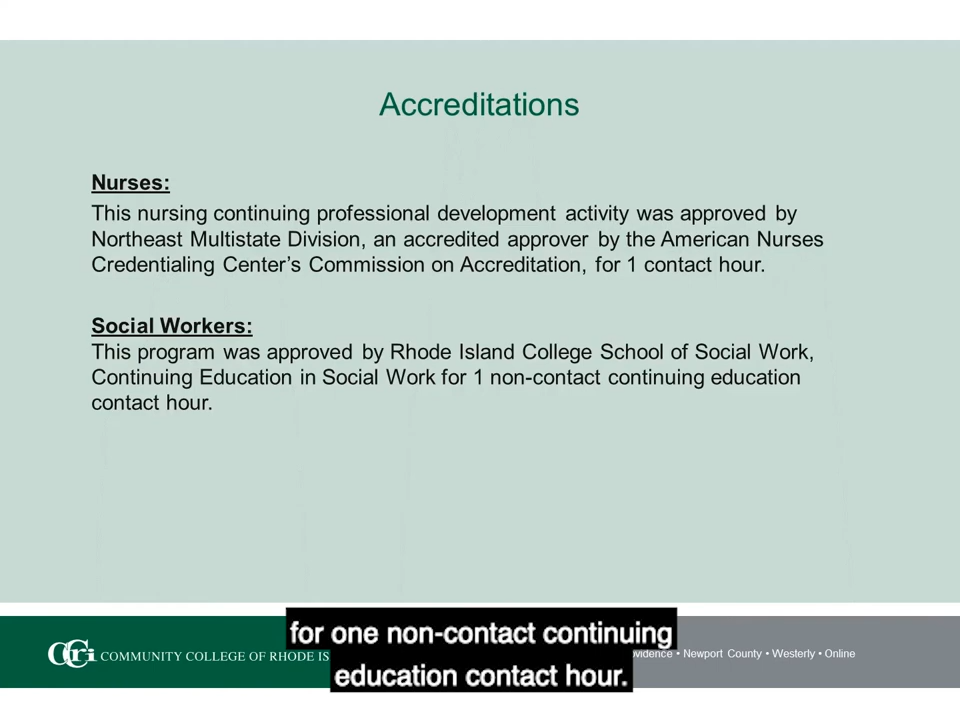 Accreditations
Nurses:
This nursing continuing professional development activity was approved by
Northeast Multistate Division, an accredited approver by the American Nurses
Credentialing Center’s Commission on Accreditation, for 1 contact hour.
Social Workers:
This program was approved by Rhode Island College School of Social Work,
Continuing Education in Social Work for 1 non-contact continuing education
contact hour.
for one non-contact continuing
education contact hour.
CCRI COMMUNITY COLLEGE OF RHODE
• Newport County • Westerly • Online